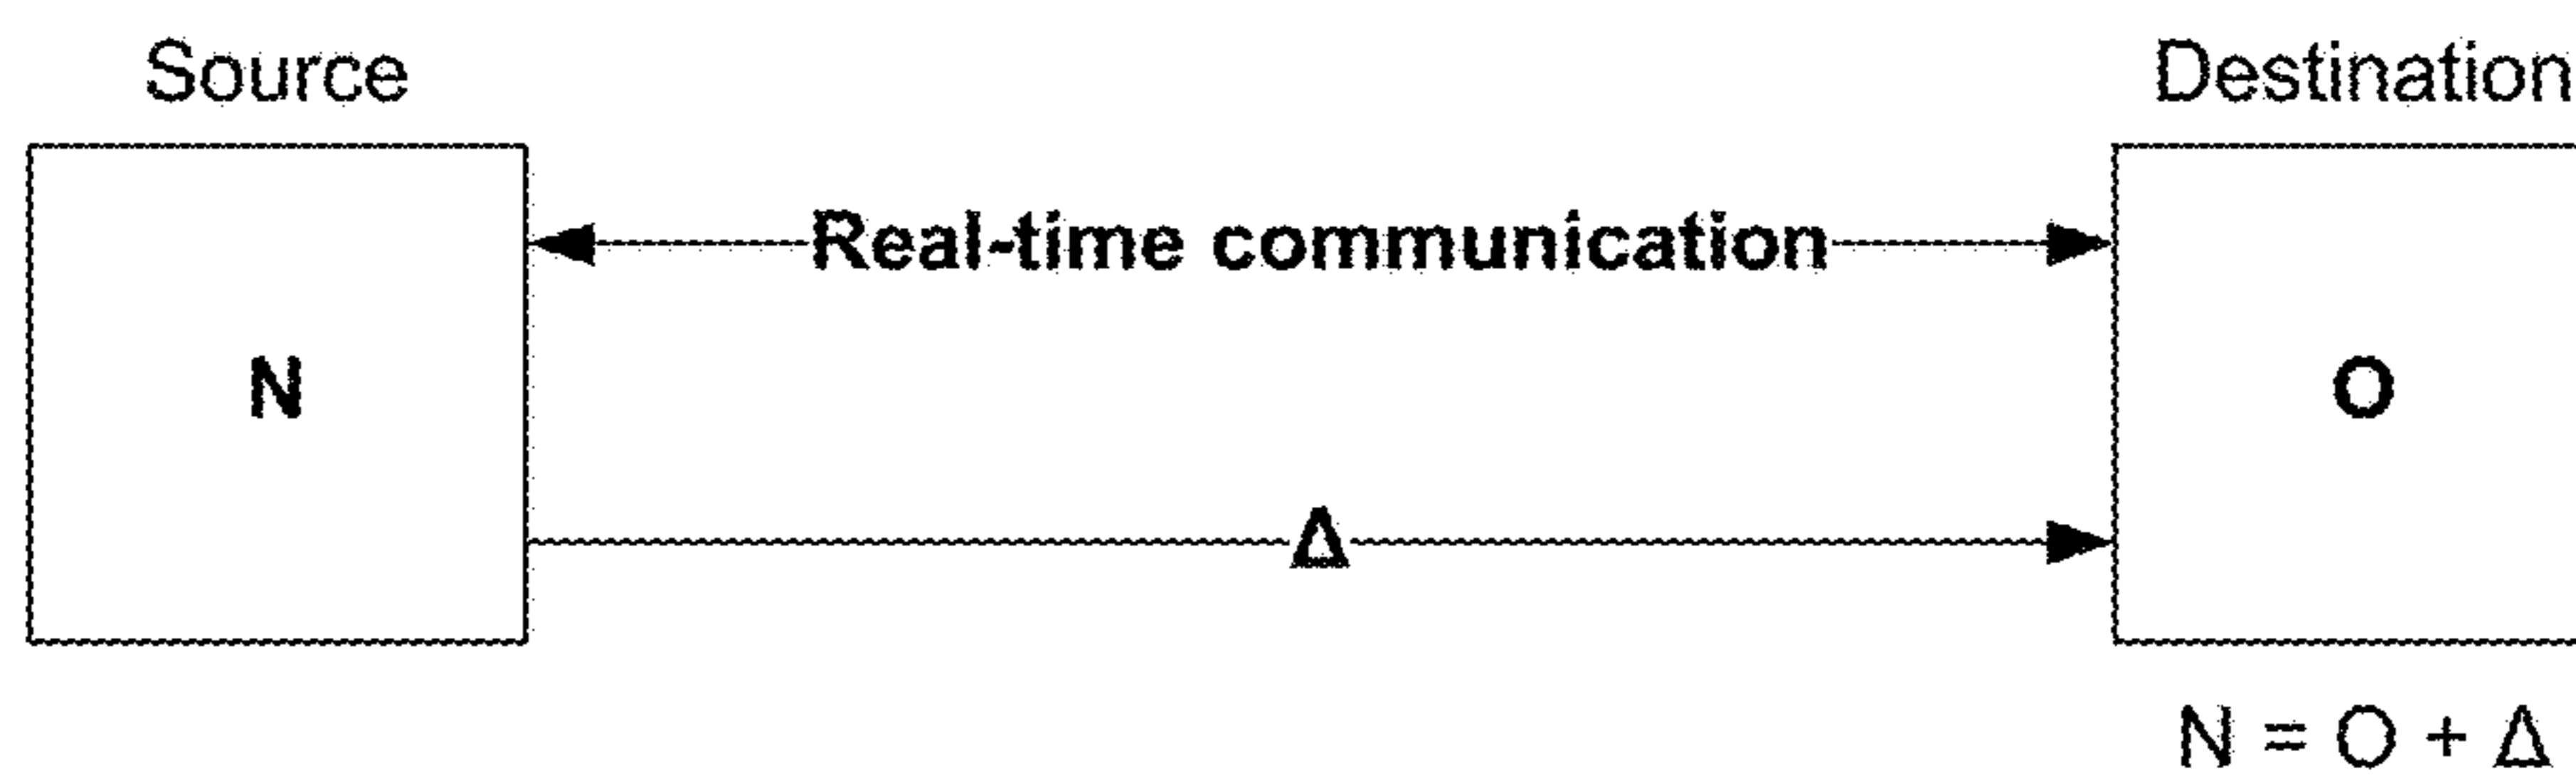 Source
Destination
Real-time communication
N
O
Δ
N = O + Δ